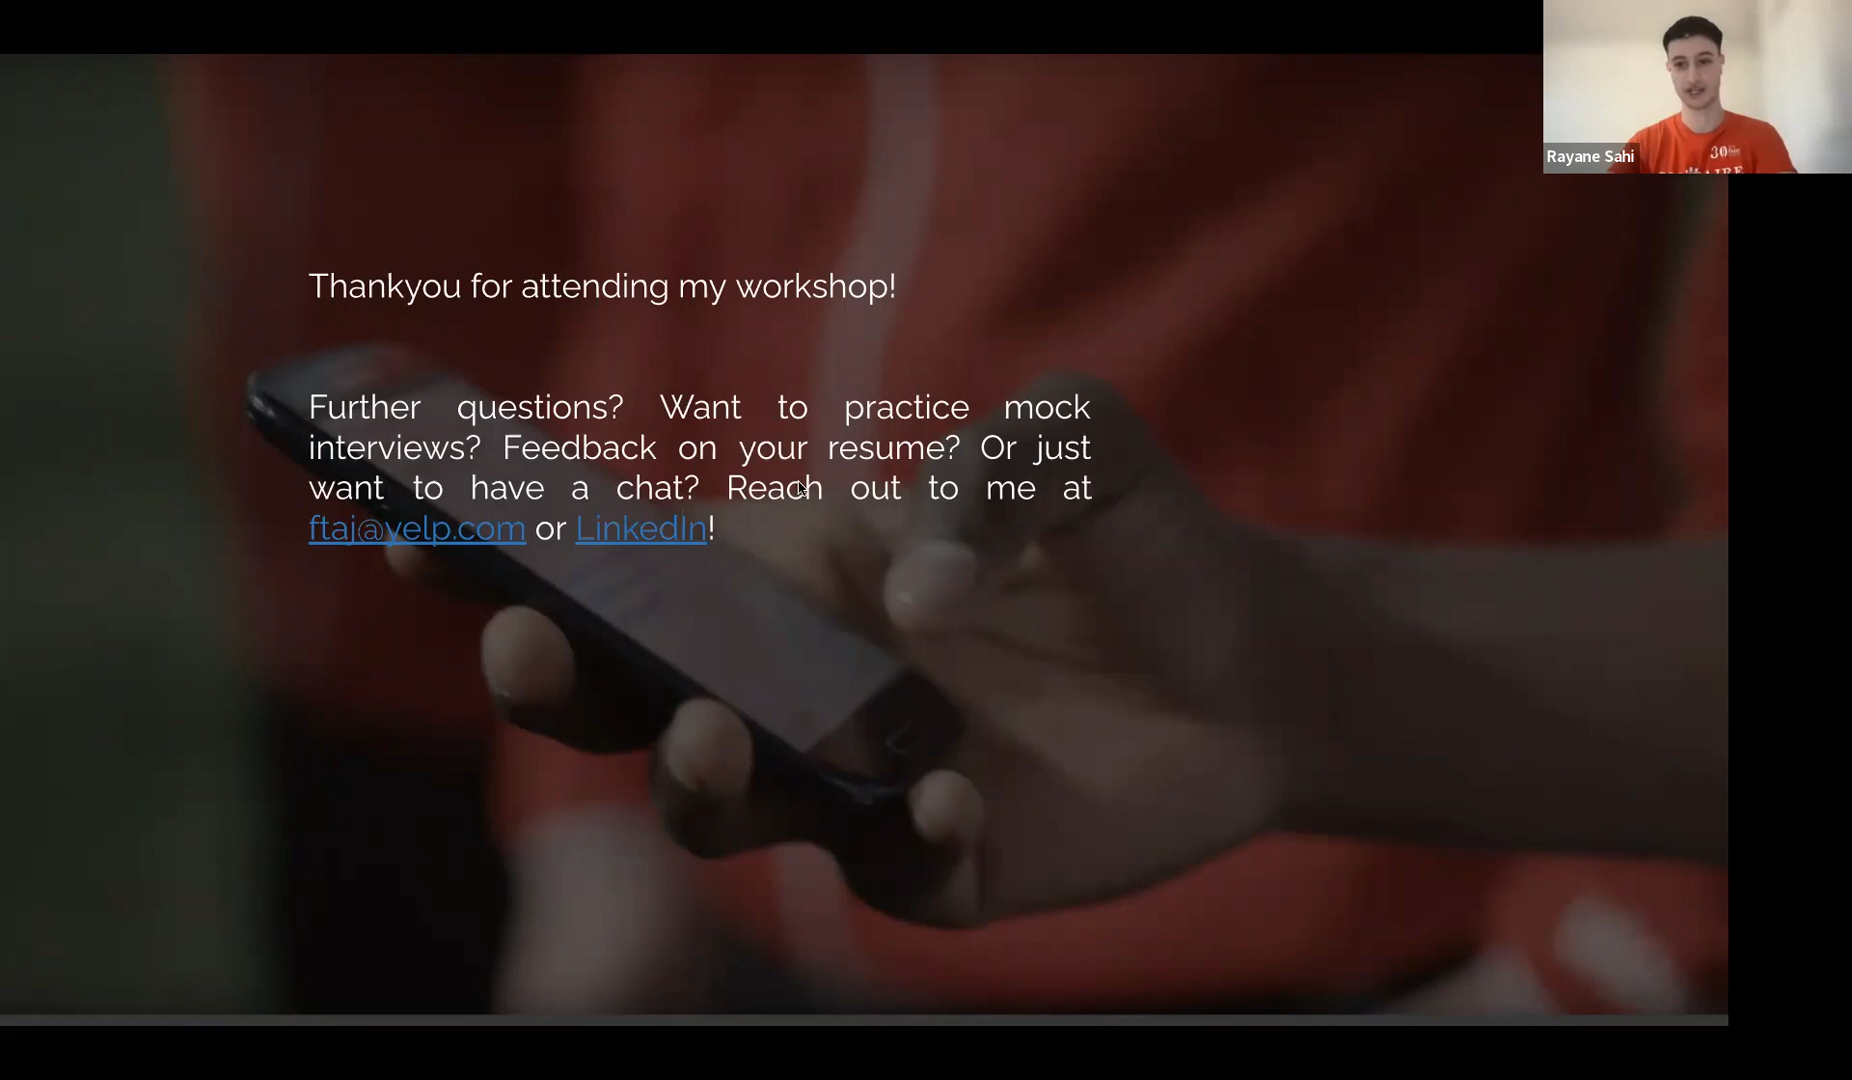 Rayane Sahi
30
Thankyou for attending my workshop!
Further questions? Want to practice mock
interviews? Feedback on your resume? Or just
want to have a chat? Reach out to me at
ftaj@yelp.com or LinkedIn!